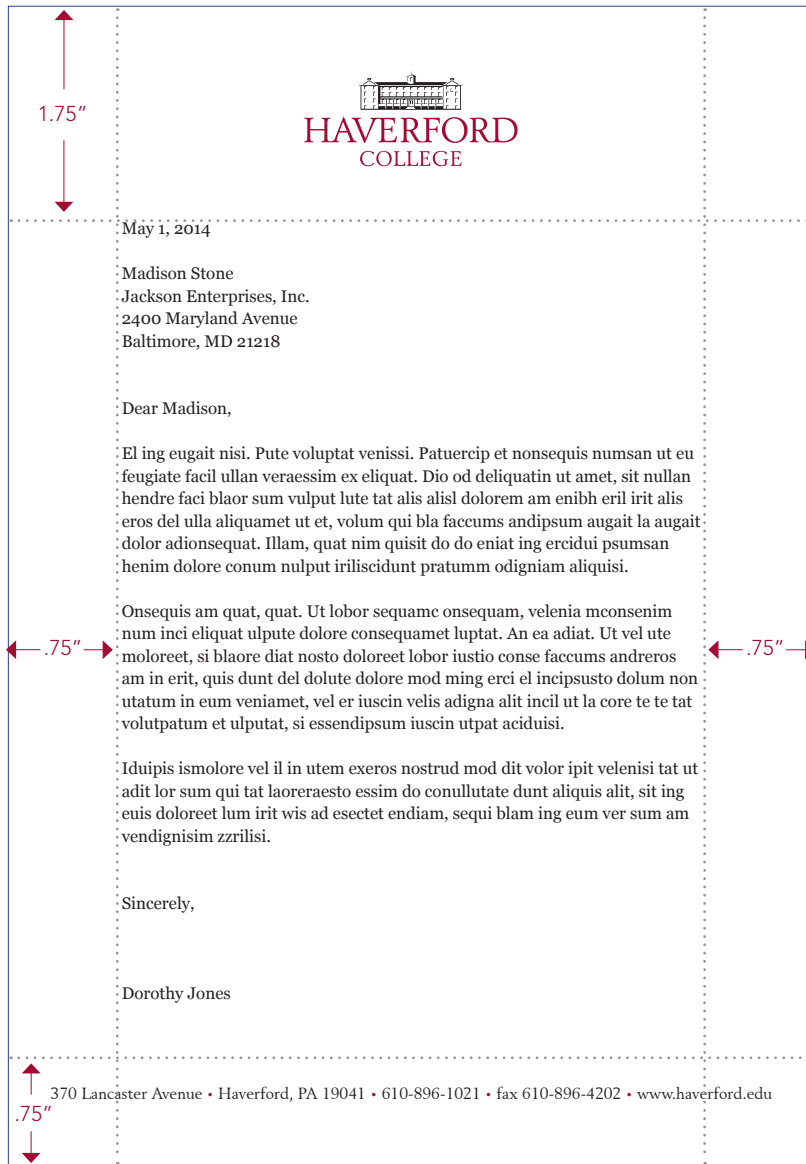 1.75”
HAVERFORD
COLLEGE
May 1, 2014
Madison Stone
Jackson Enterprises, Inc.
2400 Maryland Avenue
Baltimore, MD 21218
Dear Madison,
El ing eugait nisi. Pute voluptat venissi. Patuercip et nonsequis numsan ut eu
feugiate facil ullan veraessim ex eliquat. Dio od deliquatin ut amet, sit nullan
hendre faci blaor sum vulput lute tat alis alisl dolorem am enibh eril irit alis
eros del ulla aliquamet ut et, volum qui bla faccums andipsum augait la augait
dolor adionsequat. Illam, quat nim quisit do do eniat ing ercidui psumsan
henim dolore conum nulput iriliscidunt pratumm odigniam aliquisi.
Onsequis am quat, quat. Ut lobor sequamc onsequam, velenia mconsenim
num inci eliquat ulpute dolore consequamet luptat. An ea adiat. Ut vel ute
.75”
moloreet, si blaore diat nosto doloreet lobor iustio conse faccums andreros
.75”
am in erit, quis dunt del dolute dolore mod ming erci el incipsusto dolum non
utatum in eum veniamet, vel er iuscin velis adigna alit incil ut la core te te tat
volutpatum et ulputat, si essendipsum iuscin utpat aciduisi.
Iduipis ismolore vel il in utem exeros nostrud mod dit volor ipit velenisi tat ut
adit lor sum qui tat laoreraesto essim do conullutate dunt aliquis alit, sit ing
euis doloreet lum irit wis ad esectet endiam, sequi blam ing eum ver sum am
vendignisim zzrilisi.
Sincerely,
Dorothy Jones
370 Lancaster Avenue • Haverford, PA 19041 • 610-896-1021 • fax 610-896-4202 • www.haverford.edu
.75”